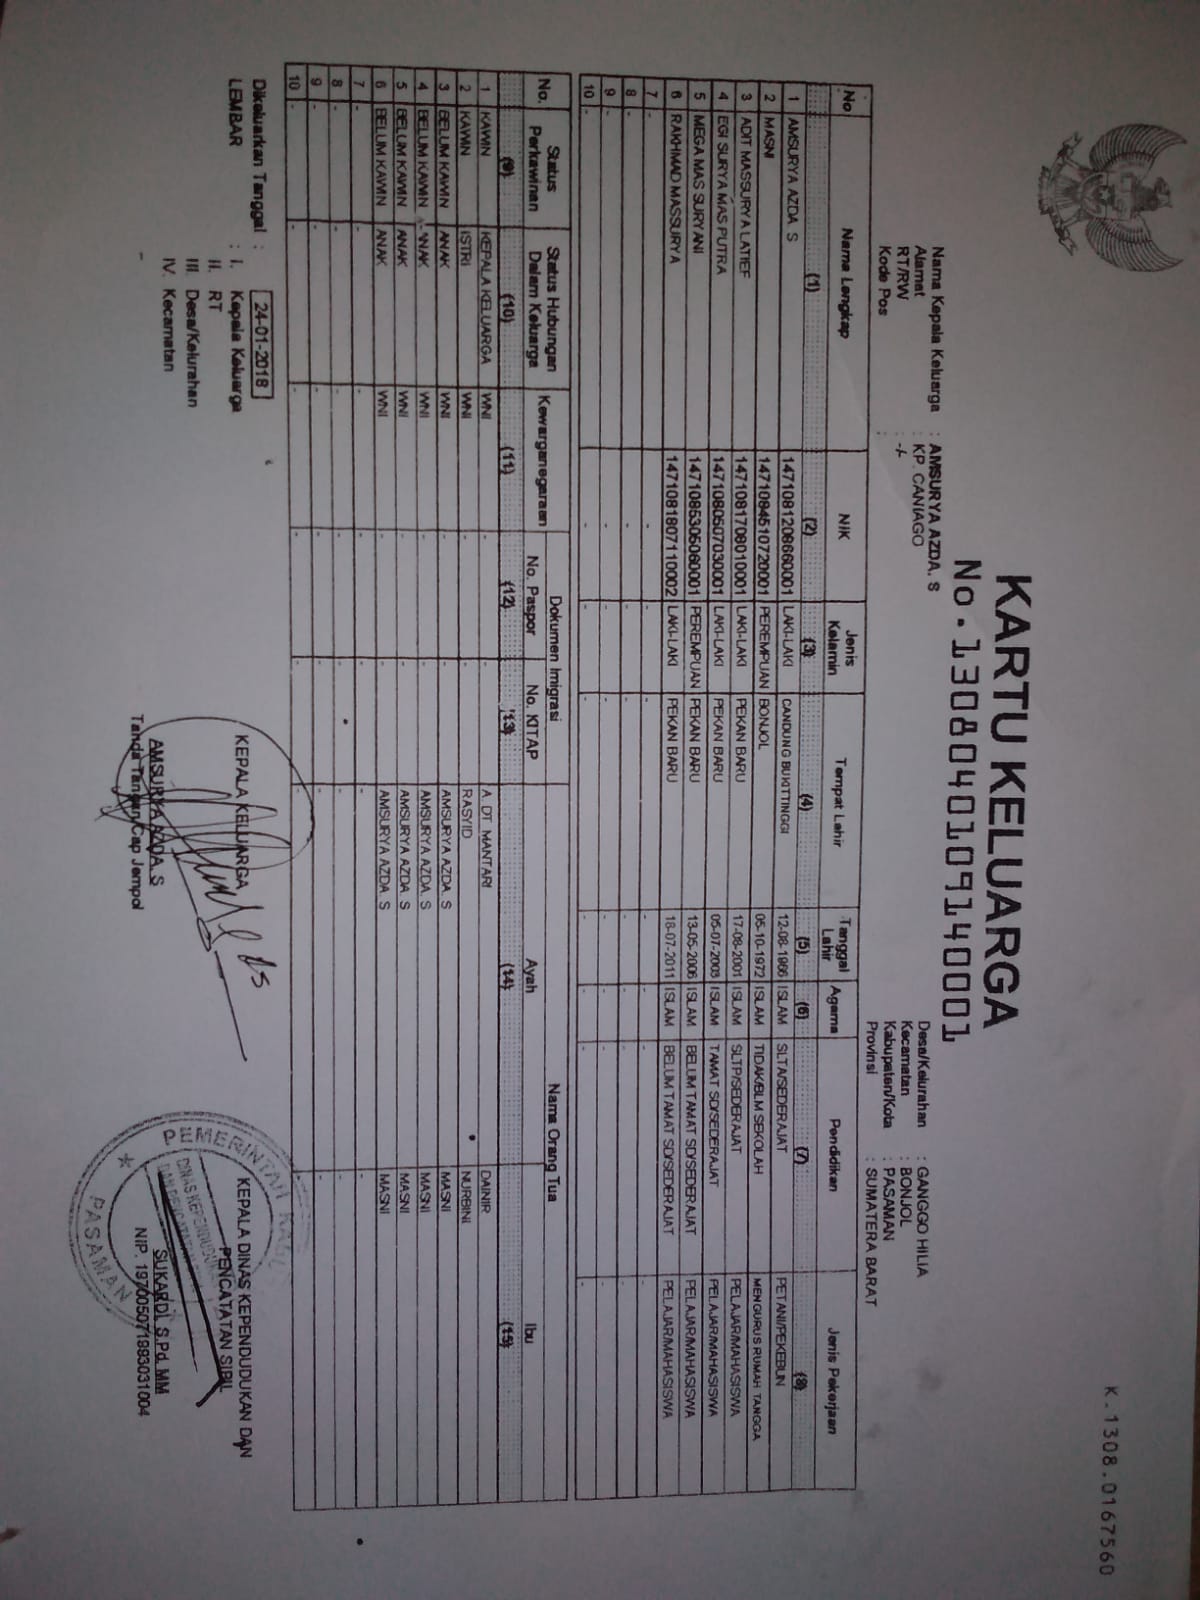 K-1308.0167560
KARTU KELUARGA
No. 1308040109140001
Nama Kepala Keluarga : AMSURYA AZDA. S
Alamat : KP. CANIAGO
RT/RW : -/-
Kode Pos :
Desa/Kelurahan : GANGGO HILIA
Kecamatan : BONJOL
Kabupaten/Kota : PASAMAN
Provinsi : SUMATERA BARAT
No Nama Lengkap NIK Jenis Kelamin Tempat Lahir Tanggal Lahir Agama Pendidikan Jenis Pekerjaan
(1) (2) (3) (4) (5) (6) (7) (8)
1 AMSURYA AZDA. S 1471081208660001 LAKI-LAKI CANDUNG BUKITTINGGI 12-08-1966 ISLAM SLTA/SEDERAJAT PETANI/PEKEBUN
2 MASNI 1471084510720001 PEREMPUAN BONJOL 05-10-1972 ISLAM TIDAK/BLM SEKOLAH MENGURUS RUMAH TANGGA
3 ADIT MASSURYA LATIEF 1471081708010001 LAKI-LAKI PEKAN BARU 17-08-2001 ISLAM SLTP/SEDERAJAT PELAJAR/MAHASISWA
4 EGI SURYA MAS PUTRA 1471080507030001 LAKI-LAKI PEKAN BARU 05-07-2003 ISLAM TAMAT SD/SEDERAJAT PELAJAR/MAHASISWA
5 MEGA MAS SURYANI 1471085305060001 PEREMPUAN PEKAN BARU 13-05-2006 ISLAM BELUM TAMAT SD/SEDERAJAT PELAJAR/MAHASISWA
6 RAKHMAD MASSURYA 1471081807110002 LAKI-LAKI PEKAN BARU 18-07-2011 ISLAM BELUM TAMAT SD/SEDERAJAT PELAJAR/MAHASISWA
7 - - - - - - - -
8 - - - - - - - -
9 - - - - - - - -
10 - - - - - - - -
No. Status Perkawinan Status Hubungan Dalam Keluarga Kewarganegaraan Dokumen Imigrasi Nama Orang Tua
No. Paspor No. KITAP Ayah Ibu
(9) (10) (11) (12) (13) (14) (15)
1 KAWIN KEPALA KELUARGA WNI - - A. DT MANTARI DAINIR
2 KAWIN ISTRI WNI - - RASYID NURBINI
3 BELUM KAWIN ANAK WNI - - AMSURYA AZDA. S MASNI
4 BELUM KAWIN ANAK WNI - - AMSURYA AZDA. S MASNI
5 BELUM KAWIN ANAK WNI - - AMSURYA AZDA. S MASNI
6 BELUM KAWIN ANAK WNI - - AMSURYA AZDA. S MASNI
7 - - - - - - -
8 - - - - - - -
9 - - - - - - -
10 - - - - - - -
Dikeluarkan Tanggal : 24-01-2018
LEMBAR : I. Kepala Keluarga
II. RT
III. Desa/Kelurahan
IV. Kecamatan
KEPALA KELUARGA
AMSURYA AZDA. S
Tanda Tangan/Cap Jempol
KEPALA DINAS KEPENDUDUKAN DAN
PENCATATAN SIPIL
SUKARDI, S.Pd. MM
NIP. 197005071993031004
PEMERINTAH KAB
DINAS KEPENDUDUKAN
DAN PENCATATAN
PASAMAN